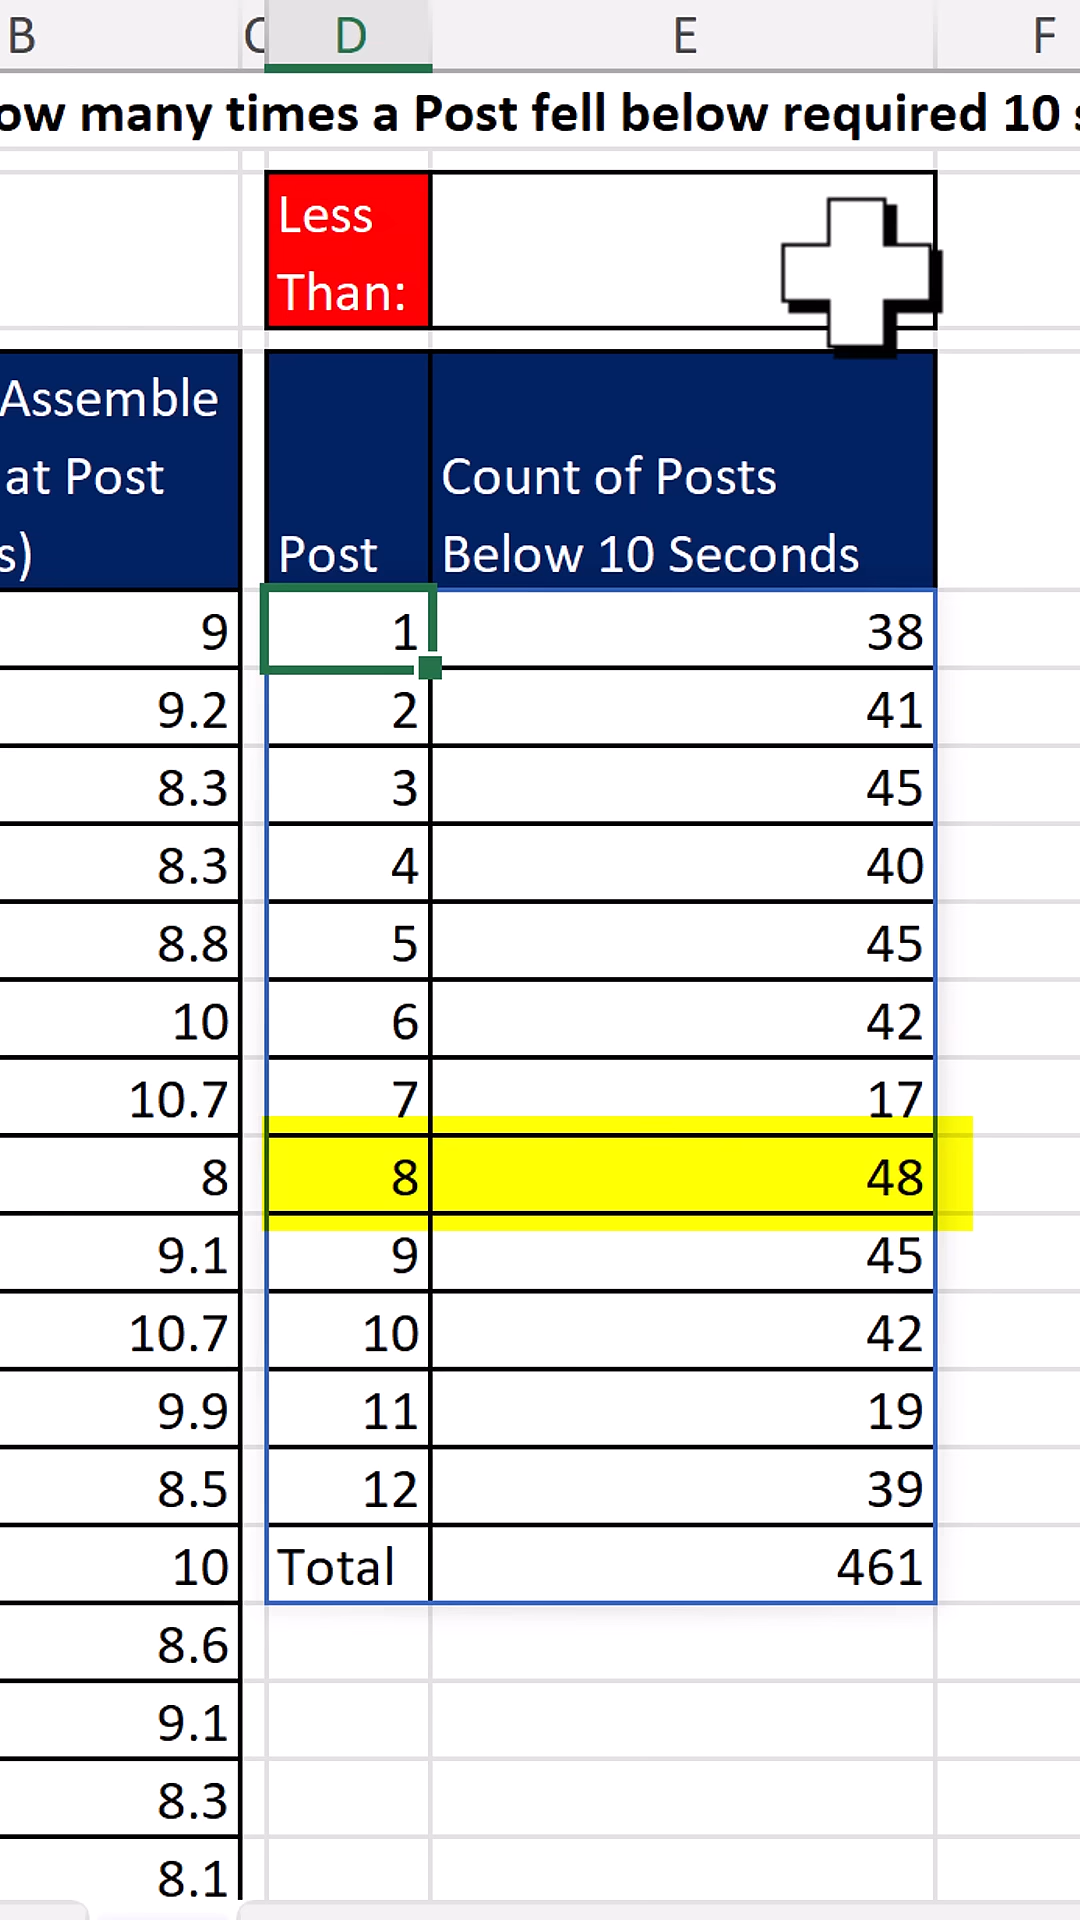 B C D E F
ow many times a Post fell below required 10 s
Less
Than:
Assemble
at Post
s)
Post
Count of Posts
Below 10 Seconds
9 1 38
9.2 2 41
8.3 3 45
8.3 4 40
8.8 5 45
10 6 42
10.7 7 17
8 8 48
9.1 9 45
10.7 10 42
9.9 11 19
8.5 12 39
10 Total 461
8.6
9.1
8.3
8.1